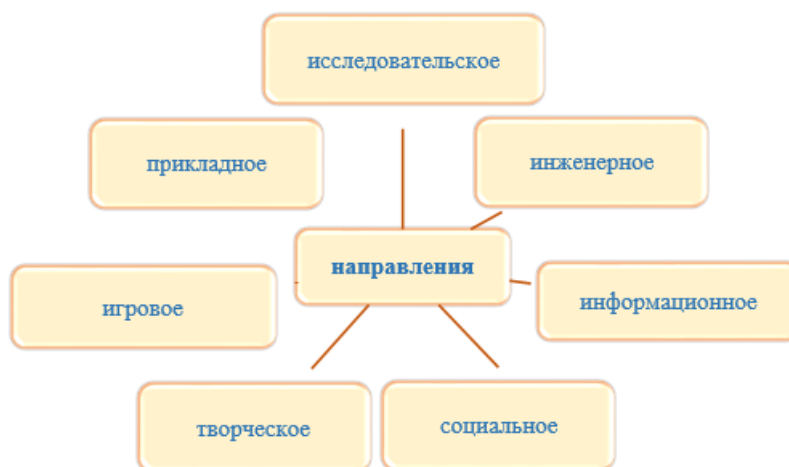 исследовательское
прикладное
инженерное
направления
игровое
информационное
творческое
социальное